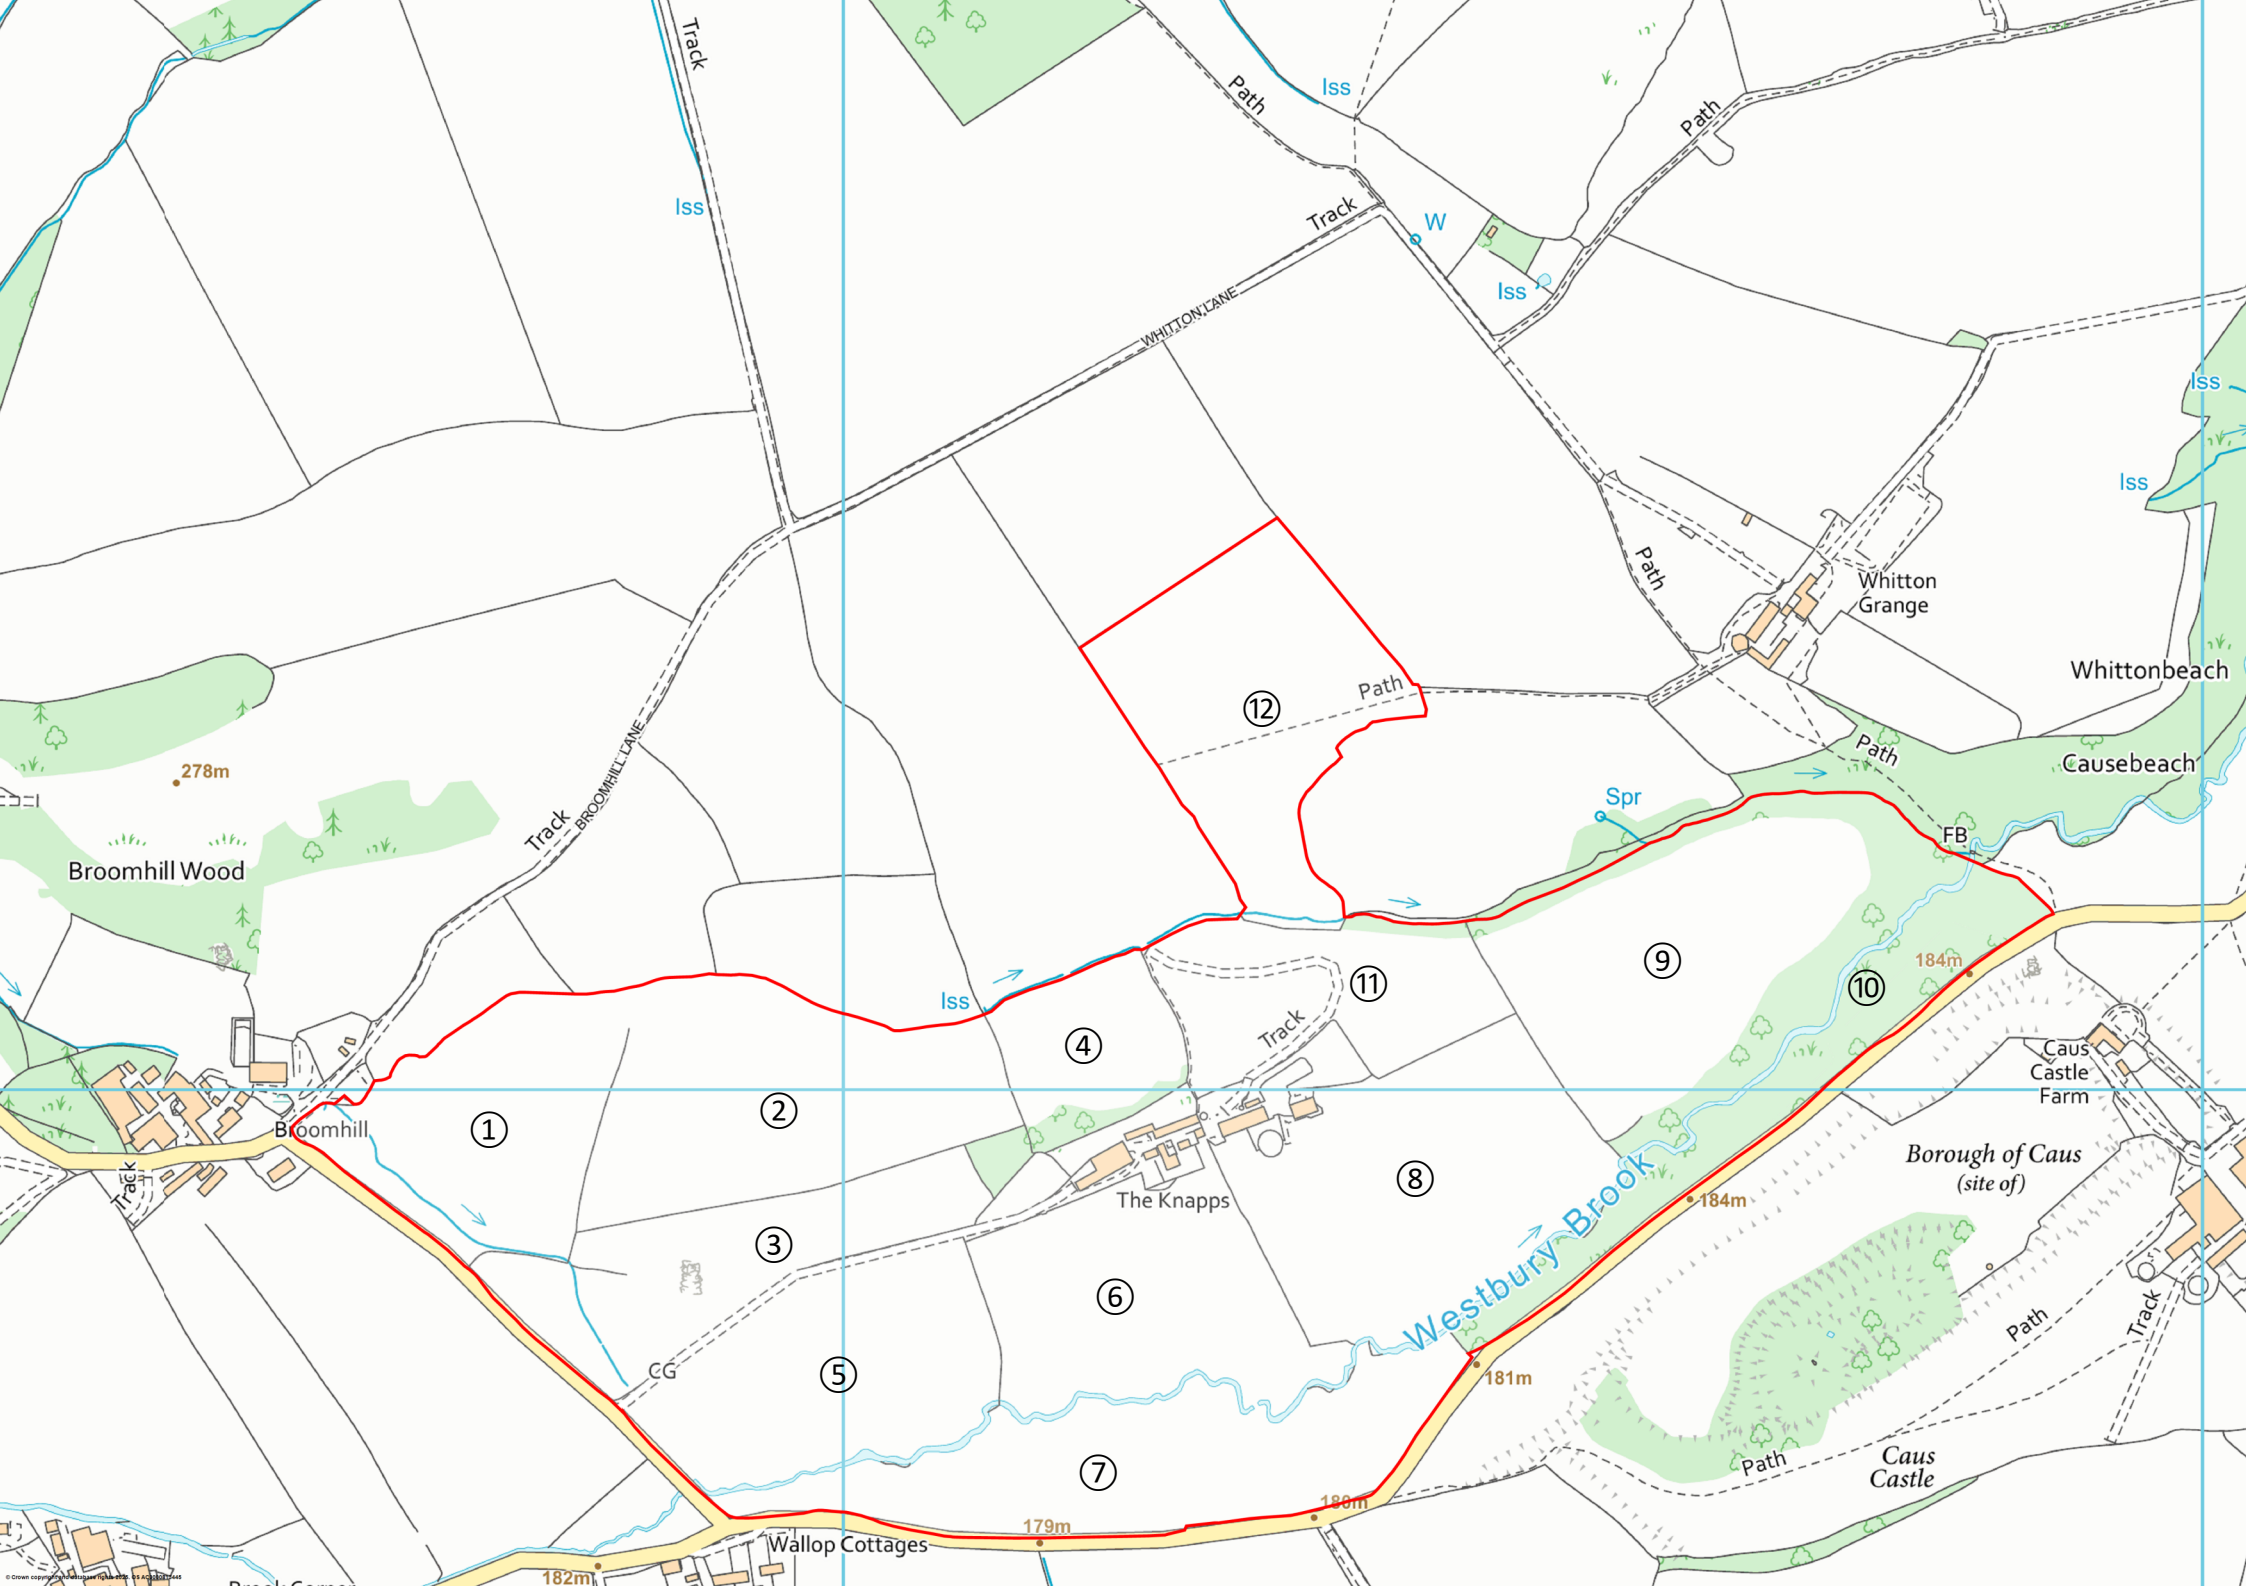 Track
Path
Iss
Path
Iss
Track
W
Iss
WHITTON LANE
Iss
Iss
Path
Whitton
Grange
Whittonbeach
Path
⑫
BROOMHILL LANE
Track
278m
Path
Causebeach
Spr
FB
Broomhill Wood
⑨
184m
⑩
⑪
Iss
Track
④
Caus
Castle
Farm
②
①
Broomhill
Track
Borough of Caus
(site of)
The Knapps
⑧
184m
③
⑥
Westbury Brook
Path
Track
CG
⑤
181m
Path
Caus
Castle
⑦
180m
179m
Wallop Cottages
182m
Brook Corner